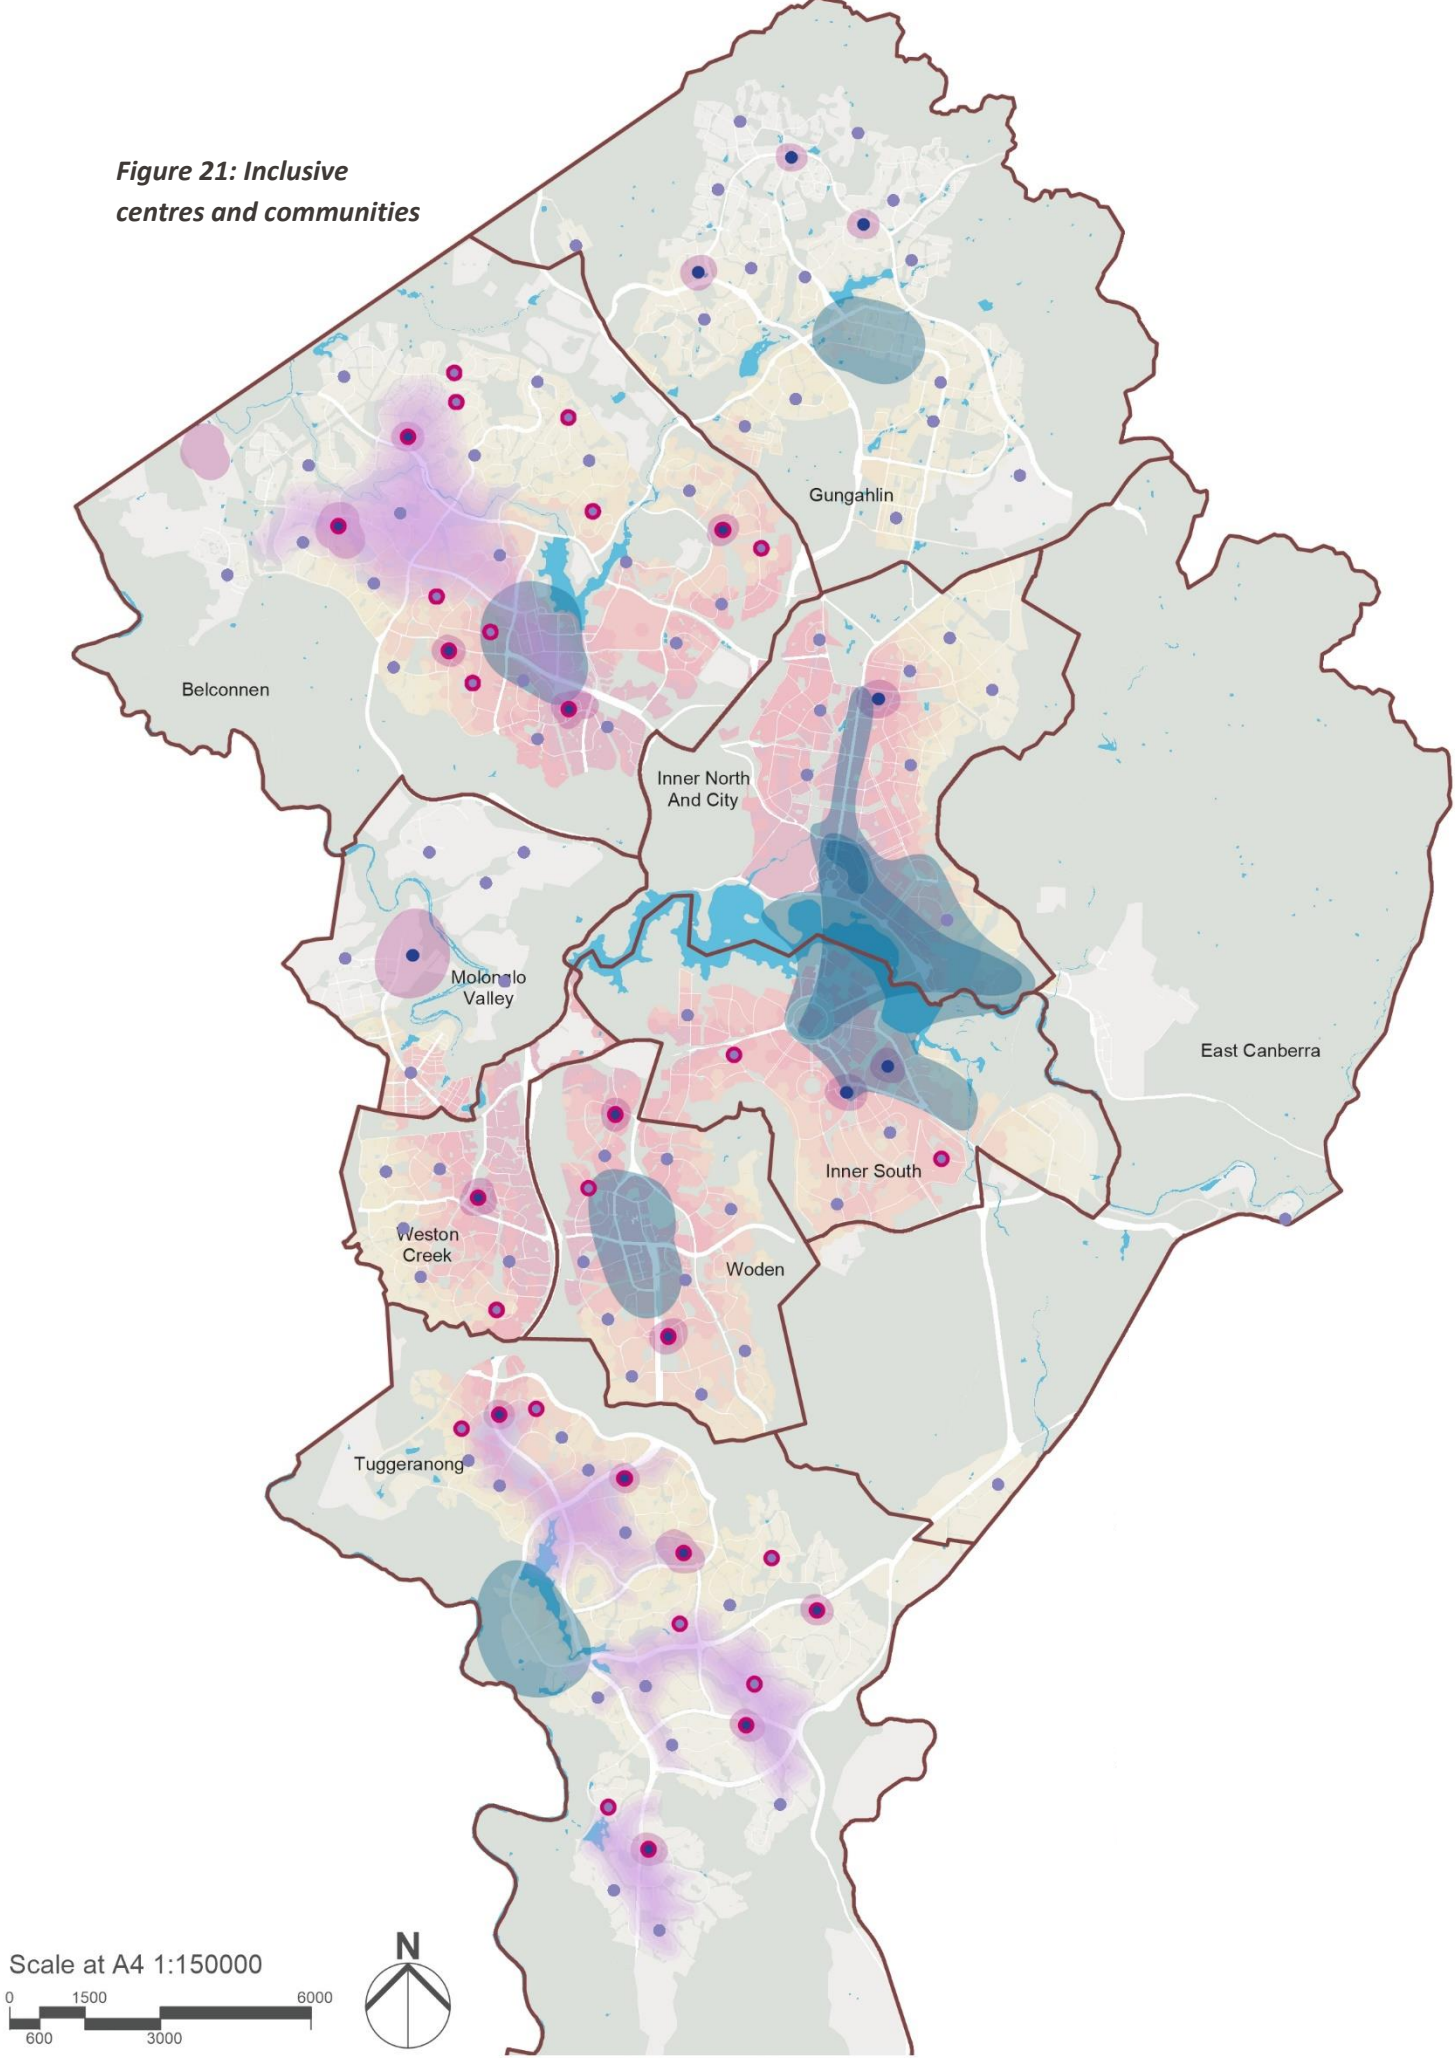 Figure 21: Inclusive
centres and communities
Gungahlin
Belconnen
Inner North
And City
Molonglo
Valley
East Canberra
Inner South
Weston
Creek
Woden
Tuggeranong
Scale at A4 1:150000
0 1500 6000
600 3000
N